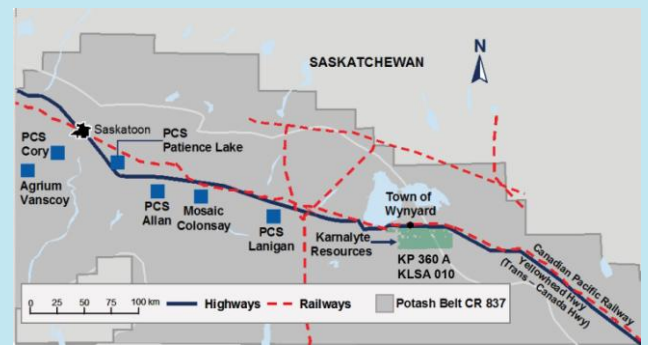 SASKATCHEWAN
N
Saskatoon
PCS
Cory
PCS
Patience Lake
Agrium
Vanscoy
PCS
Allan
Mosaic
Colonsay
PCS
Lanigan
Town of
Wynyard
Karnalyte
Resources
KP 360 A
KLSA 010
Canadian Pacific Railway
Yellowhead Hwy
(Trans - Canada Hwy)
0 25 50 75 100 km
Highways
Railways
Potash Belt CR 837